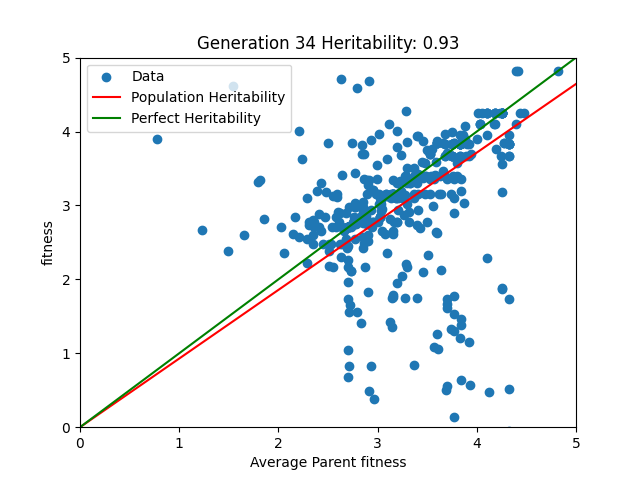 Generation 34 Heritability: 0.93
Data
Population Heritability
Perfect Heritability
5
4
3
2
1
0
fitness
0 1 2 3 4 5
Average Parent fitness